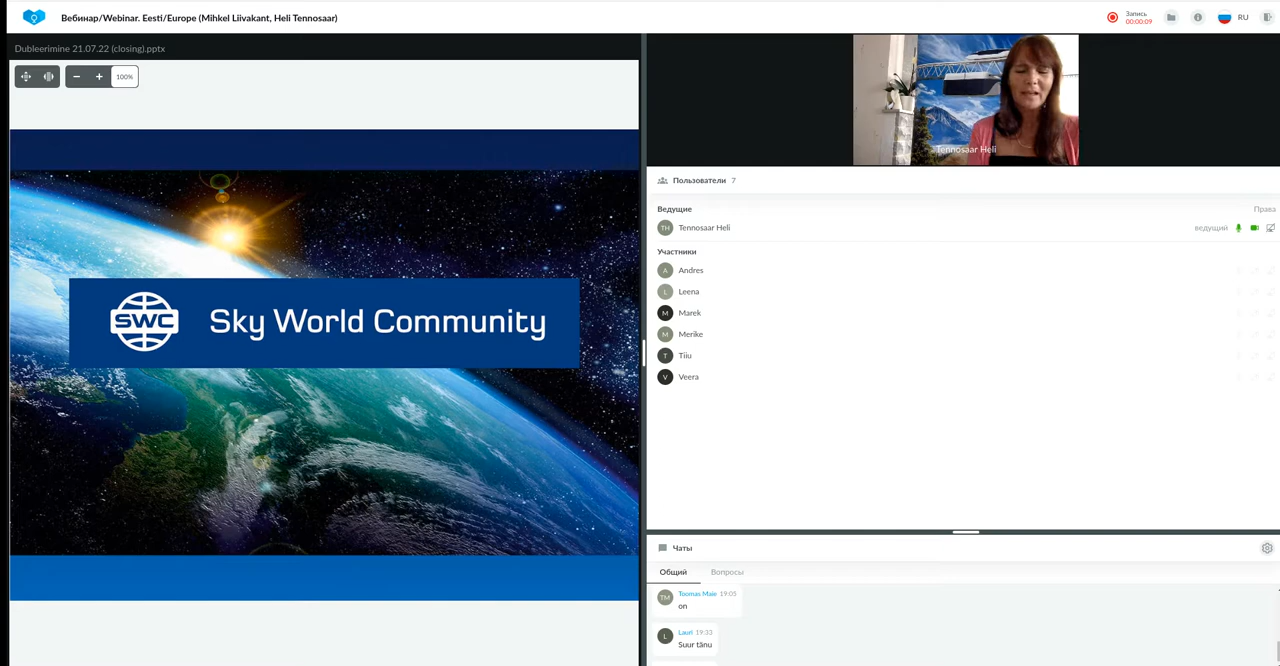 Вебинар/Webinar. Eesti/Europe (Mihkel Liivakant, Heli Tennosaar)
Запись
00:00:09
RU
Dubleerimine 21.07.22 (closing).pptx
100%
SWC
Sky World Community
Tennosaar Heli
Пользователи 7
Ведущие
Права
TH Tennosaar Heli
ведущий
Участники
A Andres
L Leena
M Marek
M Merike
T Tiiu
V Veera
Чаты
Общий Вопросы
TM Toomas Maie 19:05
on
L Lauri 19:33
Suur tänu